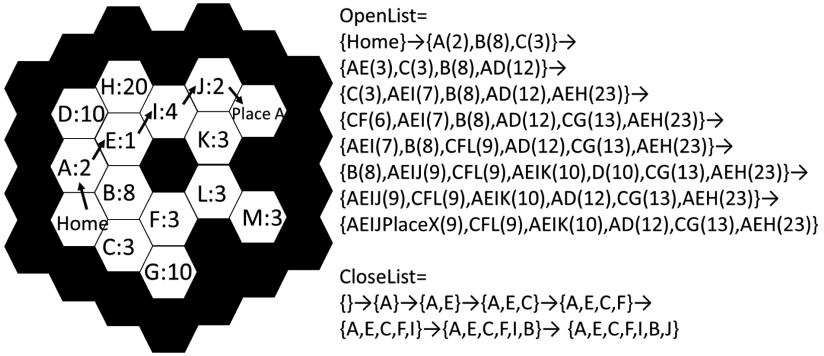 H:20
J:2
I:4
D:10
Place A
E:1
K:3
A:2
B:8
L:3
Home
F:3
M:3
C:3
G:10
OpenList=
{Home}→{A(2),B(8),C(3)}→
{AE(3),C(3),B(8),AD(12)}→
{C(3),AEI(7),B(8),AD(12),AEH(23)}→
{CF(6),AEI(7),B(8),AD(12),CG(13),AEH(23)}→
{AEI(7),B(8),CFL(9),AD(12),CG(13),AEH(23)}→
{B(8),AEIJ(9),CFL(9),AEIK(10),D(10),CG(13),AEH(23)}→
{AEIJ(9),CFL(9),AEIK(10),AD(12),CG(13),AEH(23)}→
{AEIJPlaceX(9),CFL(9),AEIK(10),AD(12),CG(13),AEH(23)}
CloseList=
{}→{A}→{A,E}→{A,E,C}→{A,E,C,F}→
{A,E,C,F,I}→{A,E,C,F,I,B}→ {A,E,C,F,I,B,J}